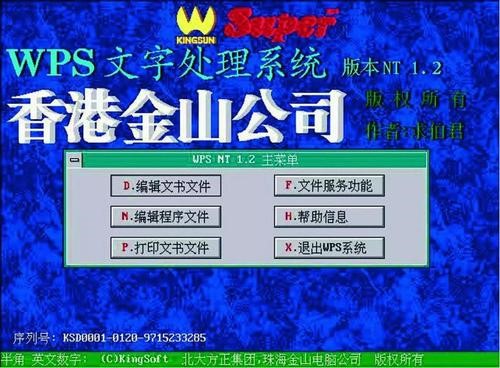 KINGSUN Super
WPS 文字处理系统 版本NT 1.2
香港金山公司 版权所有
作者:求伯君
WPS NT 1.2 主菜单
D.编辑文书文件 F.文件服务功能
N.编辑程序文件 H.帮助信息
P.打印文书文件 X.退出WPS系统
序列号: KSD0001-0120-9715233285
半角 英文数字: (C)KingSoft 北大方正集团,珠海金山电脑公司 版权所有